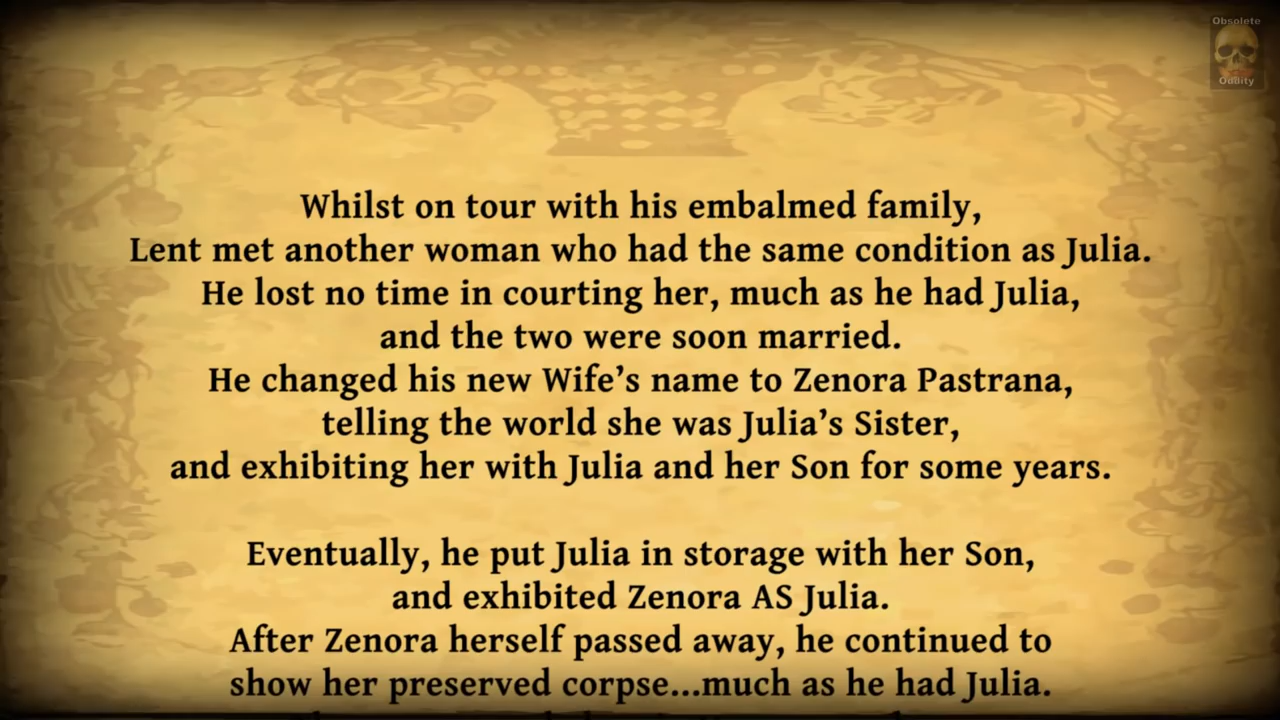 Obsolete
Oddity
Whilst on tour with his embalmed family,
Lent met another woman who had the same condition as Julia.
He lost no time in courting her, much as he had Julia,
and the two were soon married.
He changed his new Wife’s name to Zenora Pastrana,
telling the world she was Julia’s Sister,
and exhibiting her with Julia and her Son for some years.
Eventually, he put Julia in storage with her Son,
and exhibited Zenora AS Julia.
After Zenora herself passed away, he continued to
show her preserved corpse...much as he had Julia.